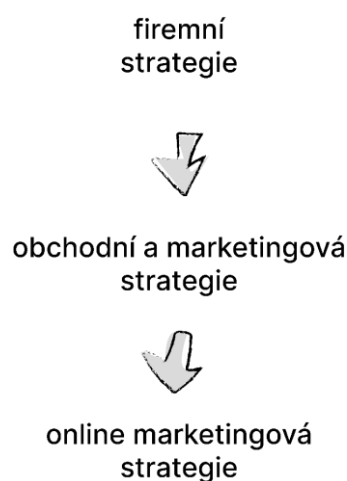 firemní
strategie
obchodní a marketingová
strategie
online marketingová
strategie